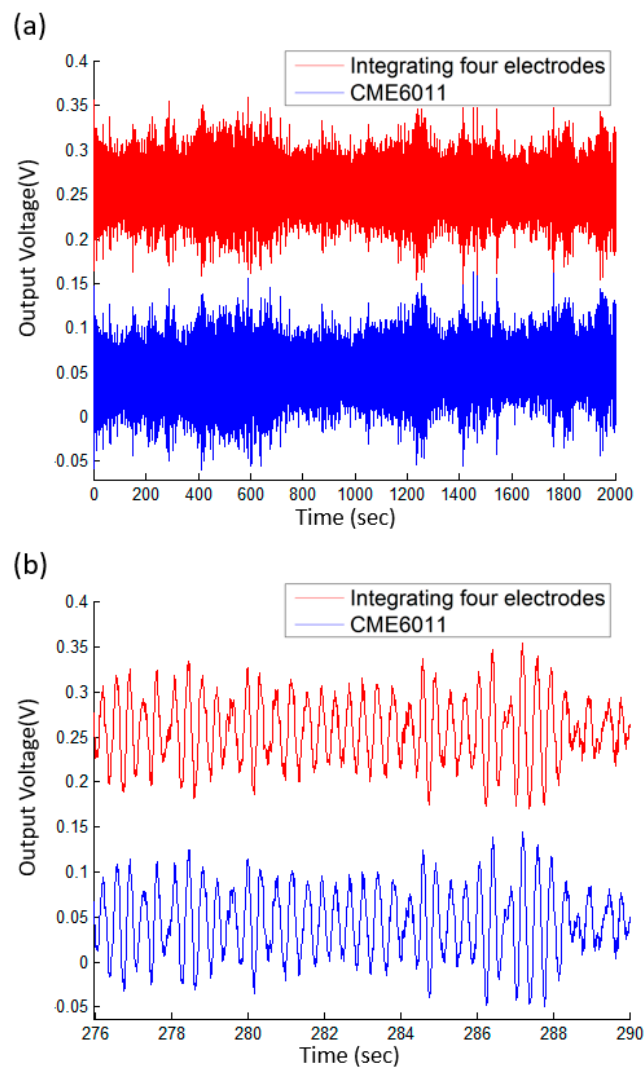 (a)
Integrating four electrodes
CME6011
0.4
0.35
0.3
0.25
0.2
0.15
0.1
0.05
0
-0.05
Output Voltage(V)
0 200 400 600 800 1000 1200 1400 1600 1800 2000
Time (sec)
(b)
Integrating four electrodes
CME6011
0.4
0.35
0.3
0.25
0.2
0.15
0.1
0.05
0
-0.05
Output Voltage(V)
276 278 280 282 284 286 288 290
Time (sec)